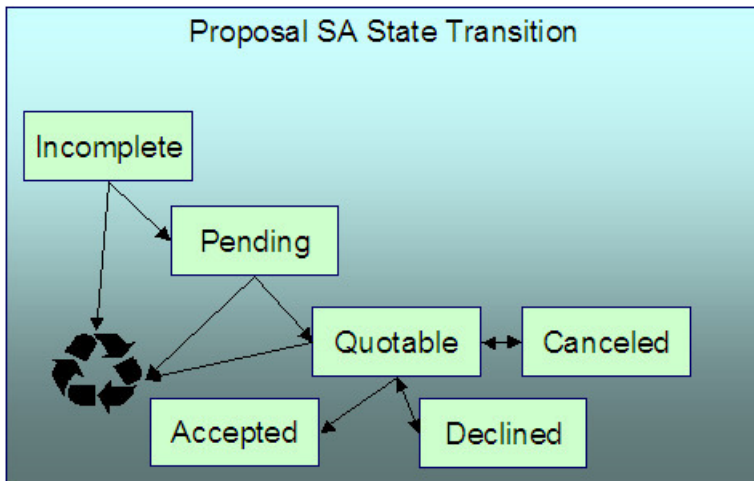 Proposal SA State Transition
Incomplete
Pending
Quotable
Canceled
Accepted
Declined